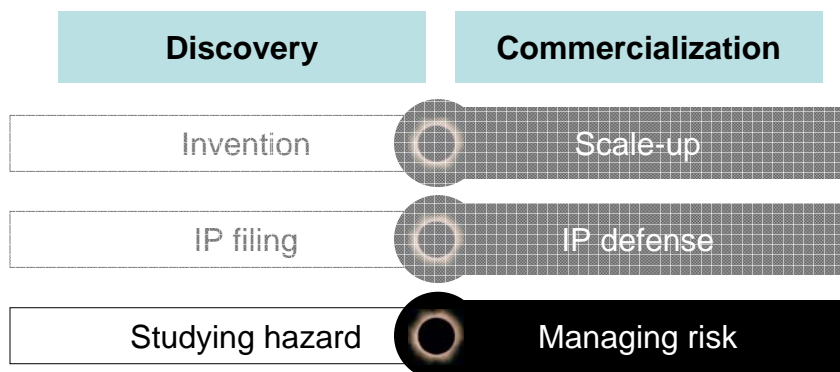 Discovery Commercialization
Invention Scale-up
IP filing IP defense
Studying hazard Managing risk